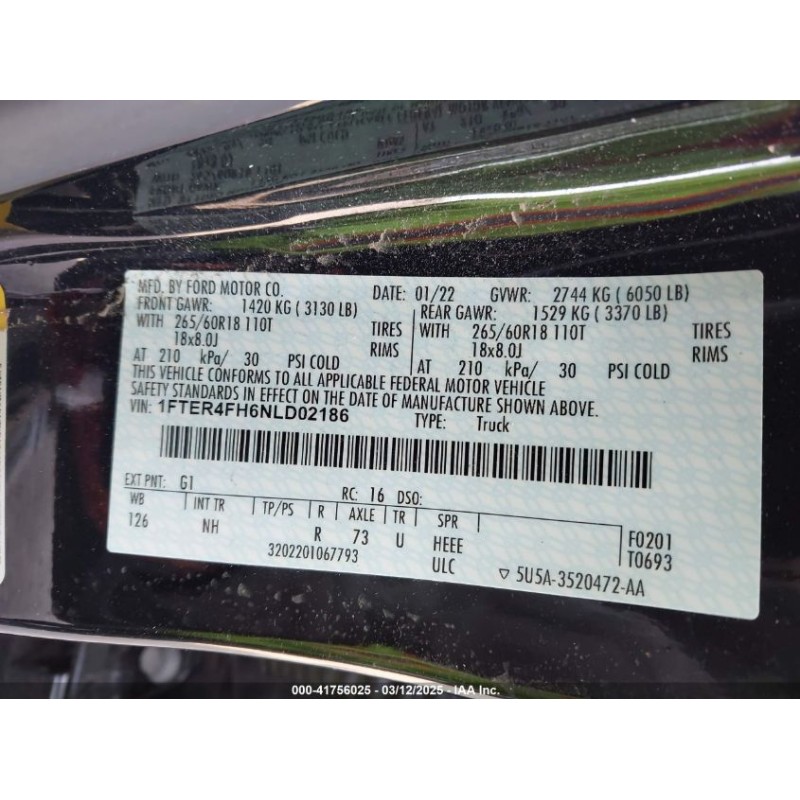 MFD. BY FORD MOTOR CO. DATE: 01/22 GVWR: 2744 KG ( 6050 LB)
FRONT GAWR: 1420 KG ( 3130 LB) REAR GAWR: 1529 KG ( 3370 LB)
WITH 265/60R18 110T TIRES WITH 265/60R18 110T TIRES
18x8.0J RIMS 18x8.0J RIMS
AT 210 kPa/ 30 PSI COLD AT 210 kPa/ 30 PSI COLD
THIS VEHICLE CONFORMS TO ALL APPLICABLE FEDERAL MOTOR VEHICLE
SAFETY STANDARDS IN EFFECT ON THE DATE OF MANUFACTURE SHOWN ABOVE.
VIN: 1FTER4FH6NLD02186 TYPE: Truck
EXT PNT: G1 RC: 16 DSO:
WB INT TR TP/PS R AXLE TR SPR
126 NH R 73 U HEEE F0201
3202201067793 ULC T0693
▽ 5U5A-3520472-AA
000-41756025 - 03/12/2025 - IAA Inc.